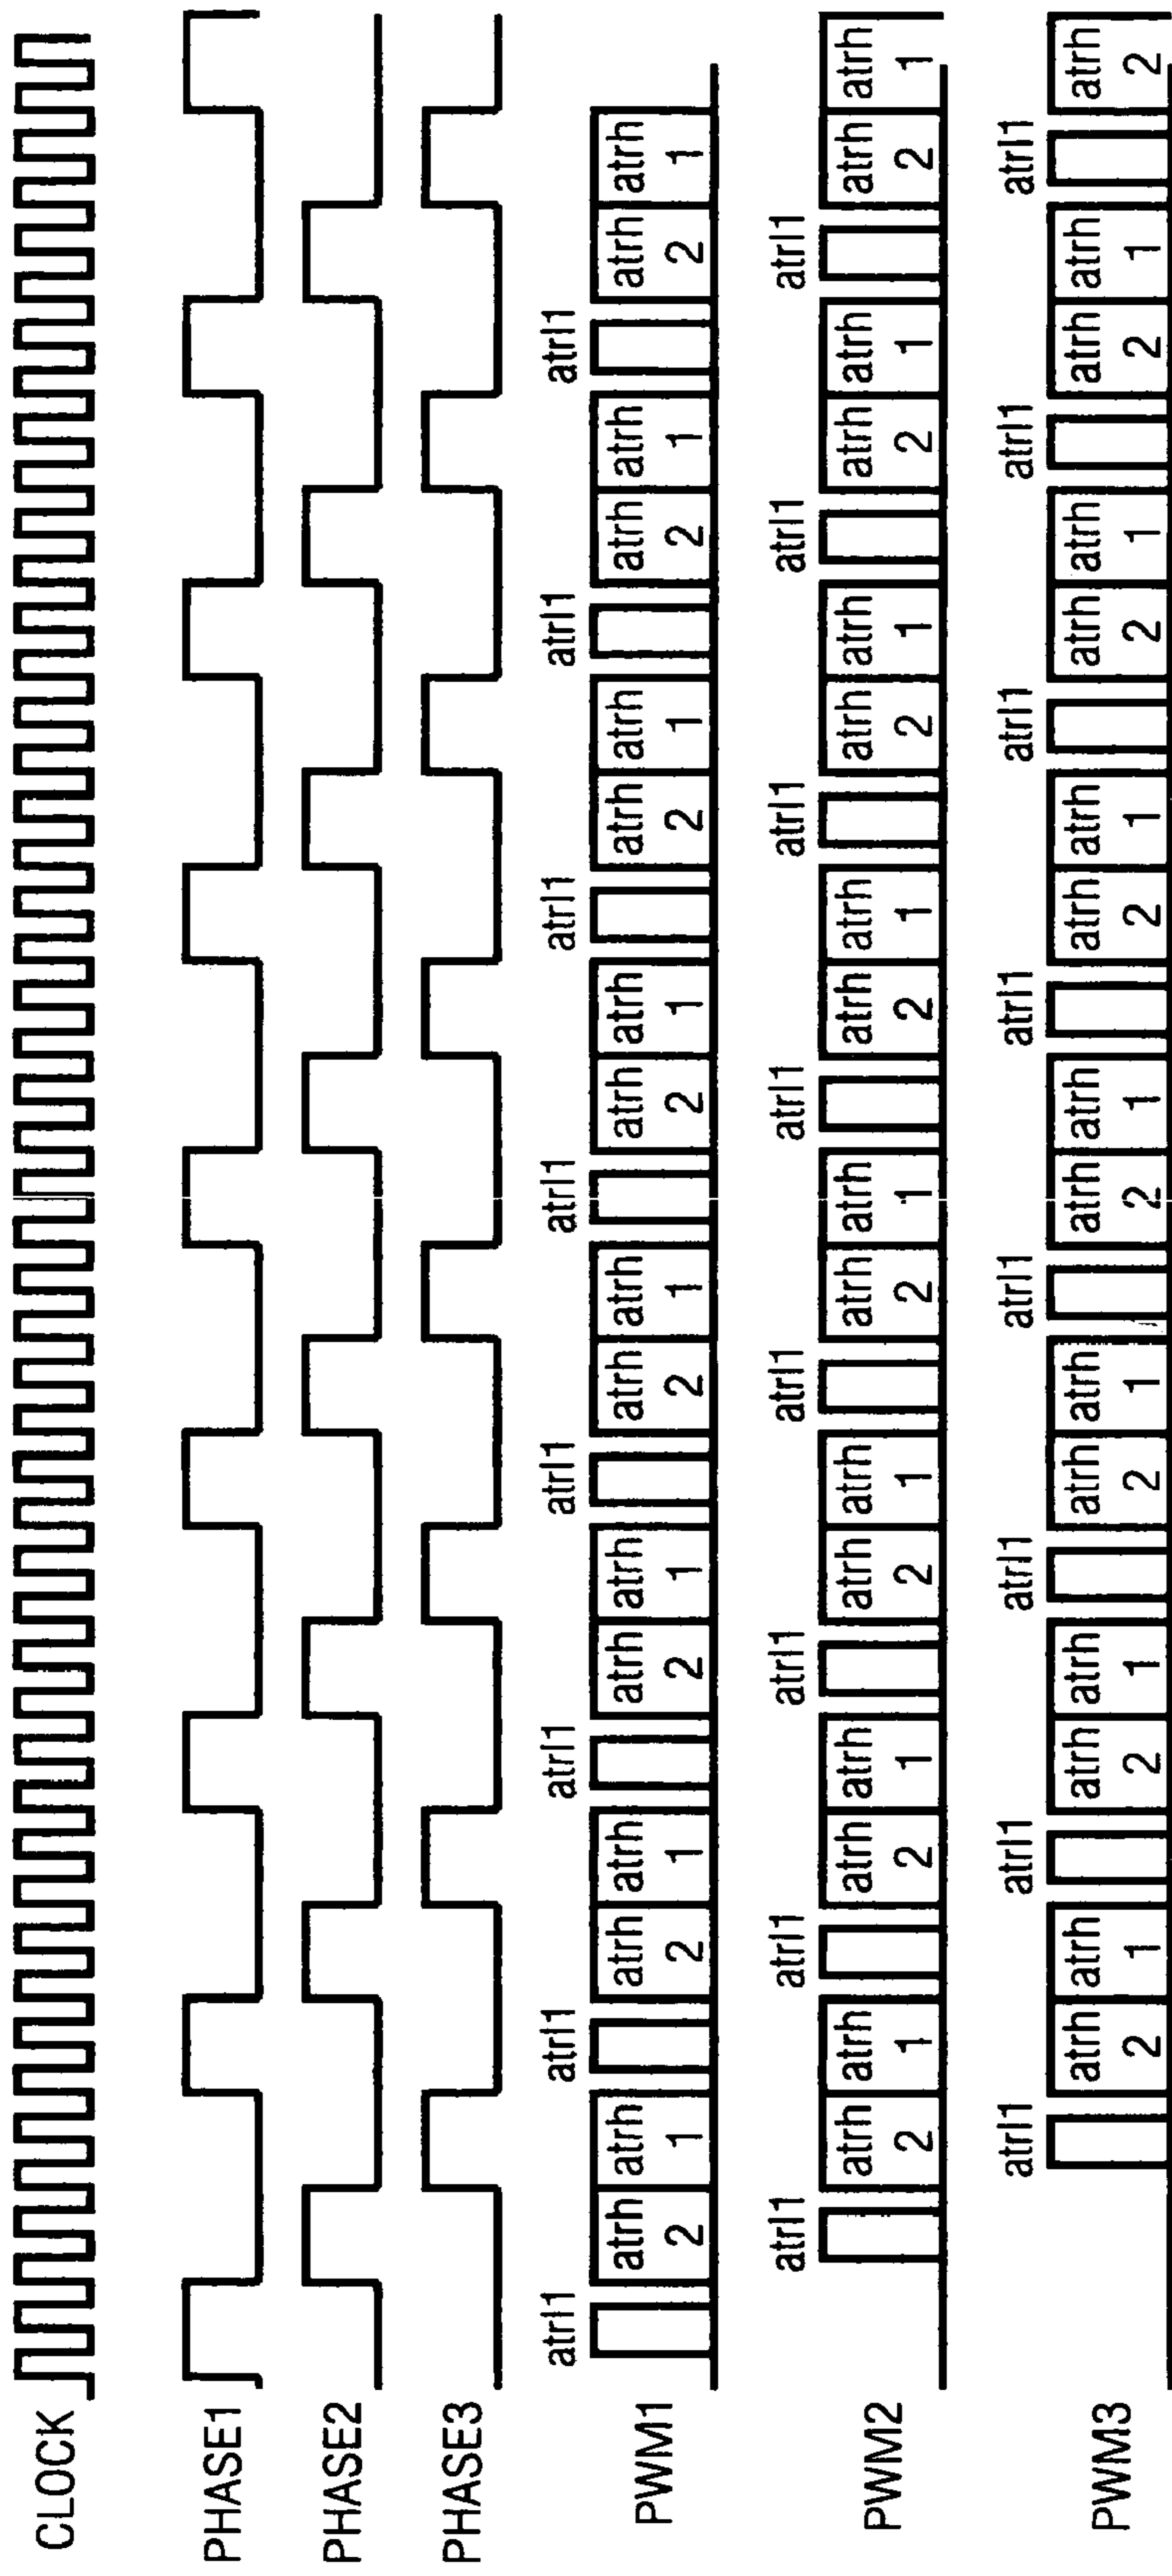 CLOCK
PHASE1
PHASE2
PHASE3
atrl1 atrl1 atrl1 atrl1 atrl1 atrl1 atrl1 atrl1
PWM1
atrh atrh atrh atrh atrh atrh atrh atrh atrh atrh atrh atrh atrh atrh atrh atrh
2 1 2 1 2 1 2 1 2 1 2 1 2 1 2 1
atrl1 atrl1 atrl1 atrl1 atrl1 atrl1 atrl1 atrl1
PWM2
atrh atrh atrh atrh atrh atrh atrh atrh atrh atrh atrh atrh atrh atrh atrh atrh
2 1 2 1 2 1 2 1 2 1 2 1 2 1 2 1
atrl1 atrl1 atrl1 atrl1 atrl1 atrl1 atrl1 atrl1
PWM3
atrh atrh atrh atrh atrh atrh atrh atrh atrh atrh atrh atrh atrh atrh atrh
2 1 2 1 2 1 2 1 2 1 2 1 2 1 2